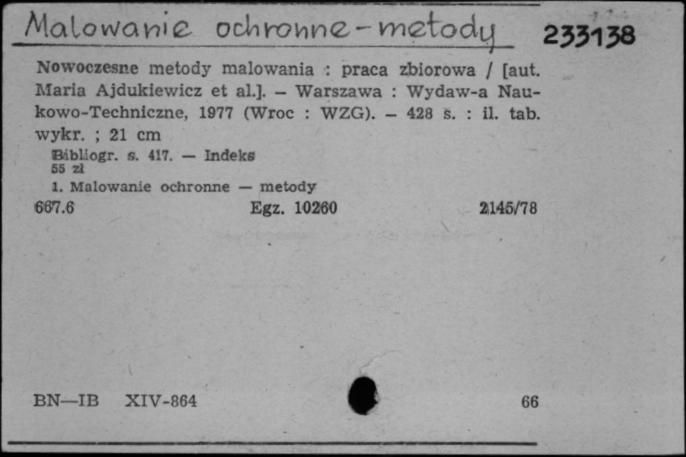 Malowanie ochronne - metody 233138
Nowoczesne metody malowania : praca zbiorowa / [aut.
Maria Ajdukiewicz et al.]. — Warszawa : Wydaw-a Nau-
kowo-Techniczne, 1977 (Wroc : WZG). — 428 s. : il. tab.
wykr. ; 21 cm
Bibliogr. s. 417. — Indeks
55 zł
1. Malowanie ochronne — metody
667.6 Egz. 10260 2145/78
BN—IB XIV-864 66